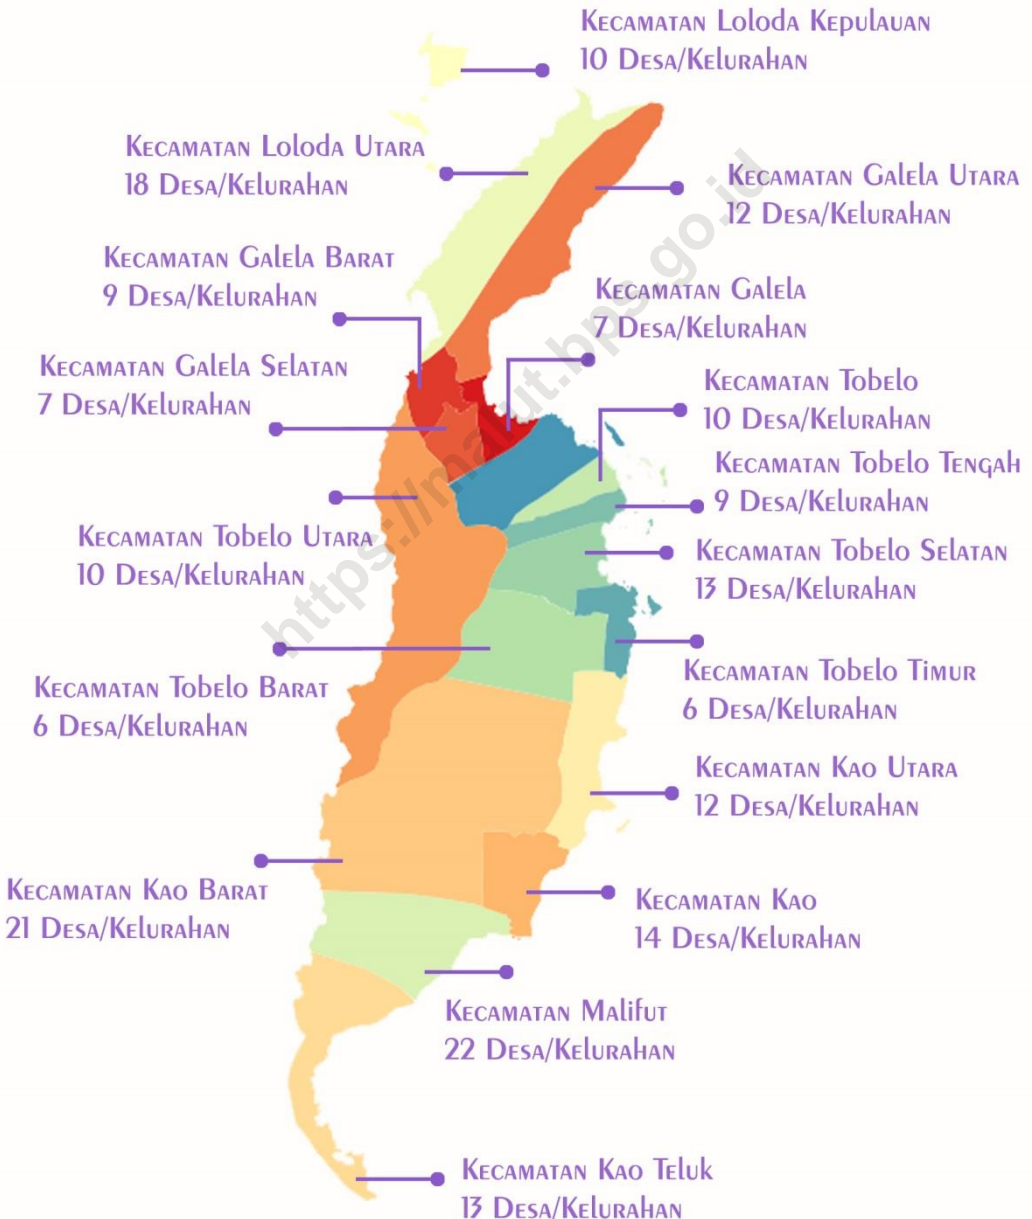 Kecamatan Loloda Kepulauan
10 Desa/Kelurahan
Kecamatan Loloda Utara
18 Desa/Kelurahan
Kecamatan Galela Utara
12 Desa/Kelurahan
Kecamatan Galela Barat
9 Desa/Kelurahan
Kecamatan Galela
7 Desa/Kelurahan
Kecamatan Galela Selatan
7 Desa/Kelurahan
Kecamatan Tobelo
10 Desa/Kelurahan
Kecamatan Tobelo Tengah
9 Desa/Kelurahan
Kecamatan Tobelo Utara
10 Desa/Kelurahan
Kecamatan Tobelo Selatan
13 Desa/Kelurahan
Kecamatan Tobelo Barat
6 Desa/Kelurahan
Kecamatan Tobelo Timur
6 Desa/Kelurahan
Kecamatan Kao Utara
12 Desa/Kelurahan
Kecamatan Kao Barat
21 Desa/Kelurahan
Kecamatan Kao
14 Desa/Kelurahan
Kecamatan Malifut
22 Desa/Kelurahan
Kecamatan Kao Teluk
13 Desa/Kelurahan
https://malut.bps.go.id